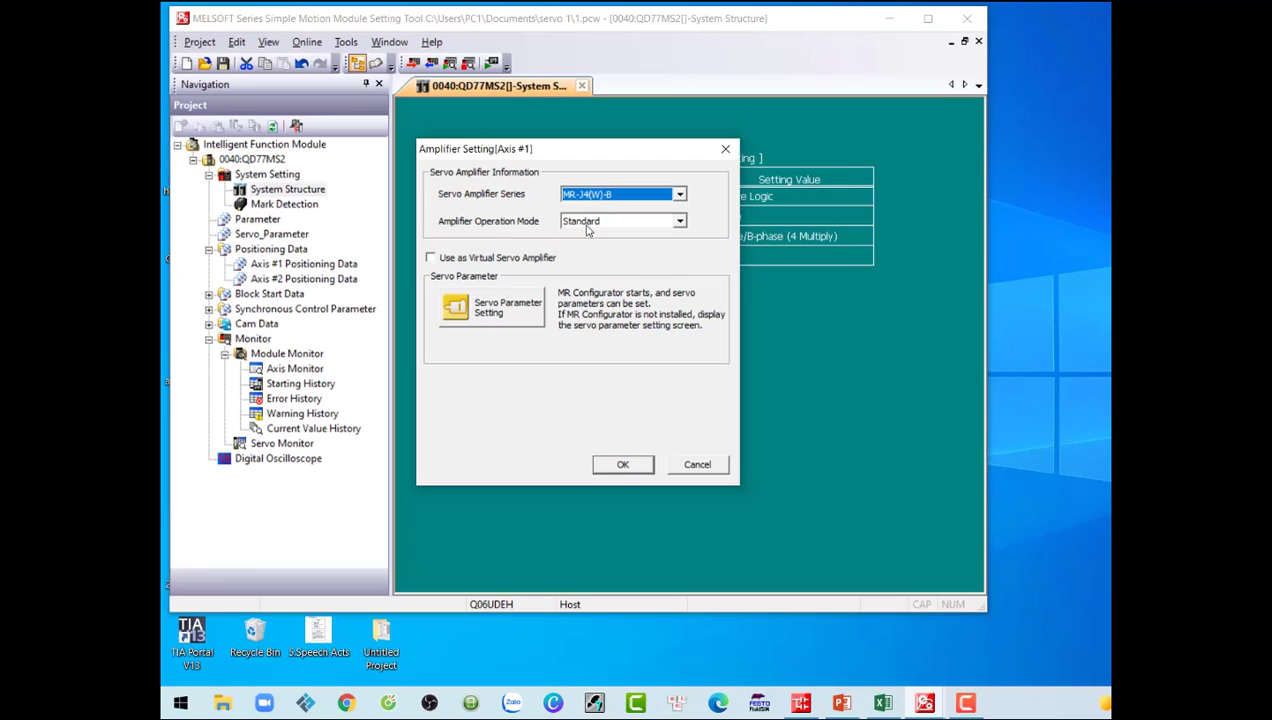 MELSOFT Series Simple Motion Module Setting Tool C:\Users\PC1\Documents\servo 1\1.pcw - [0040:QD77MS2[]-System Structure]
Project Edit View Online Tools Window Help
Navigation
Project
Intelligent Function Module
0040:QD77MS2
System Setting
System Structure
Mark Detection
Parameter
Servo_Parameter
Positioning Data
Axis #1 Positioning Data
Axis #2 Positioning Data
Block Start Data
Synchronous Control Parameter
Cam Data
Monitor
Module Monitor
Axis Monitor
Starting History
Error History
Warning History
Current Value History
Servo Monitor
Digital Oscilloscope
0040:QD77MS2[]-System S...
ing ]
Setting Value
e Logic
e/B-phase (4 Multiply)
Amplifier Setting[Axis #1]
Servo Amplifier Information
Servo Amplifier Series MR-J4(W)-B
Amplifier Operation Mode Standard
Use as Virtual Servo Amplifier
Servo Parameter
Servo Parameter
Setting
MR Configurator starts, and servo
parameters can be set.
If MR Configurator is not installed, display
the servo parameter setting screen.
OK Cancel
Q06UDEH Host CAP NUM
TIA Portal
V13
Recycle Bin
S.Speech Acts
Untitled
Project
TIA
V13
Zalo
FESTO